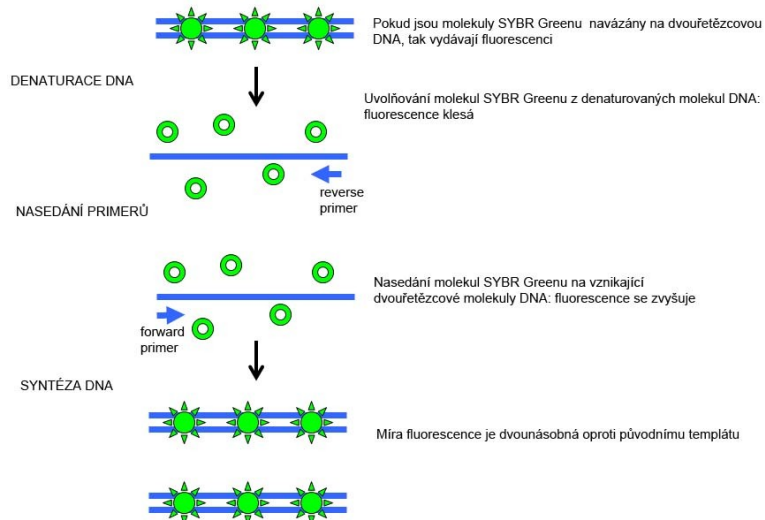 Pokud jsou molekuly SYBR Greenu navázány na dvouřetězcovou
DNA, tak vydávají fluorescenci
DENATURACE DNA
Uvolňování molekul SYBR Greenu z denaturovaných molekul DNA:
fluorescence klesá
reverse
primer
NASEDÁNÍ PRIMERŮ
Nasedání molekul SYBR Greenu na vznikající
dvouřetězcové molekuly DNA: fluorescence se zvyšuje
forward
primer
SYNTÉZA DNA
Míra fluorescence je dvounásobná oproti původnímu templátu